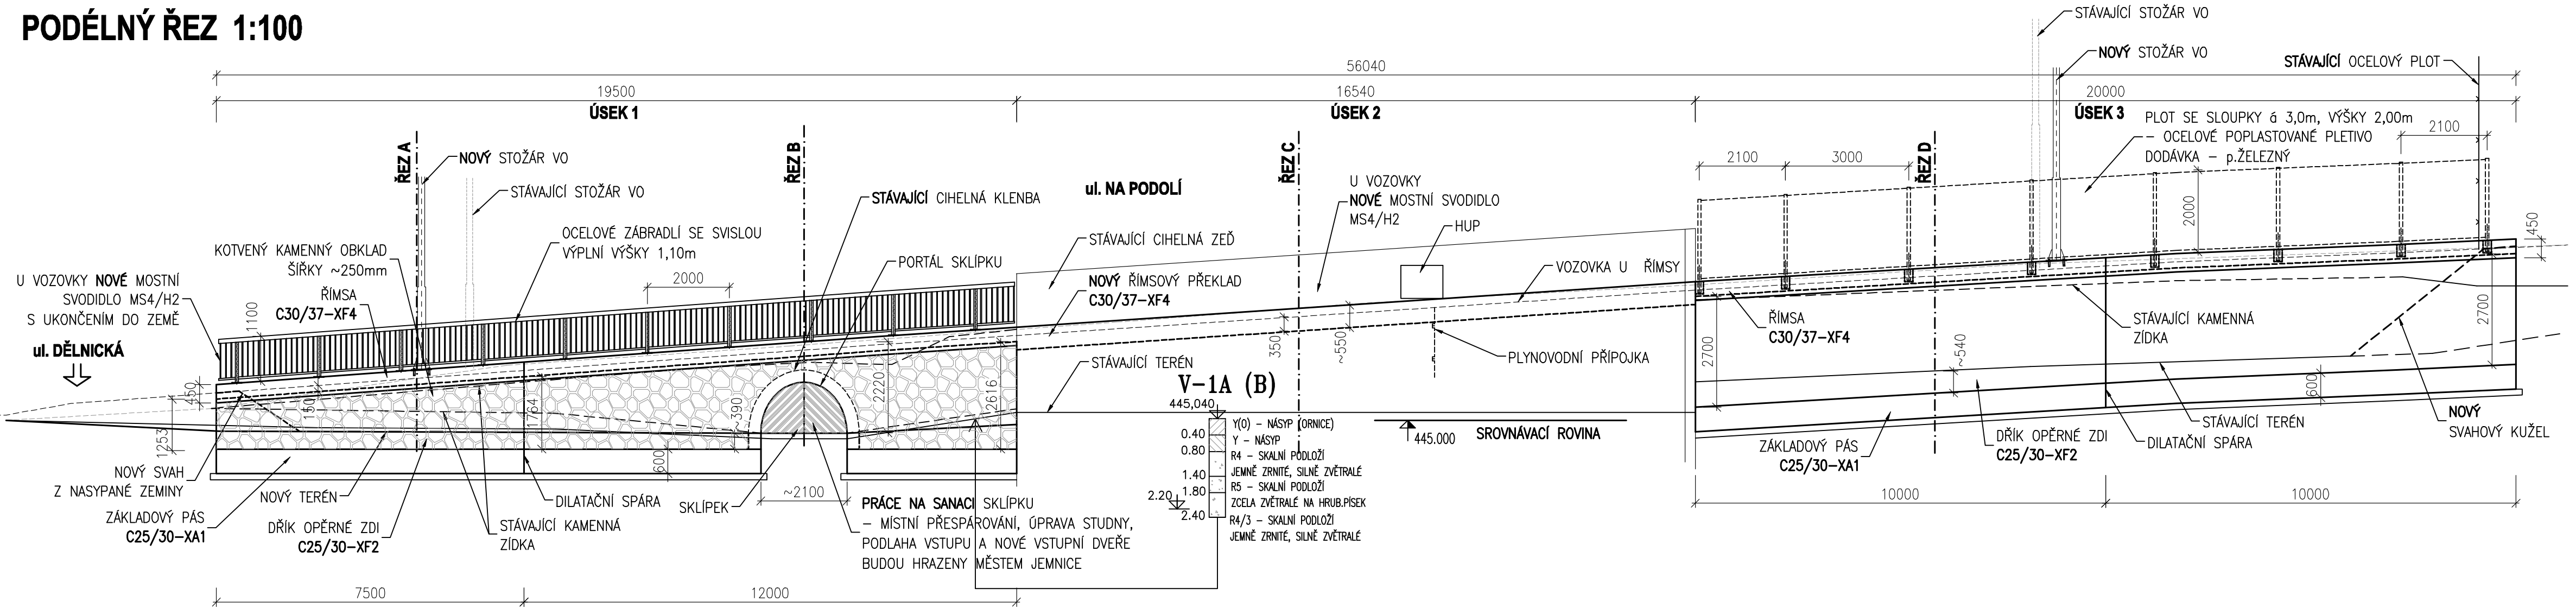 PODÉLNÝ ŘEZ 1:100
STÁVAJÍCÍ STOŽÁR VO
NOVÝ STOŽÁR VO
STÁVAJÍCÍ OCELOVÝ PLOT
56040
19500
16540
20000
ÚSEK 1
ÚSEK 2
ÚSEK 3
PLOT SE SLOUPKY á 3,0m, VÝŠKY 2,00m
– OCELOVÉ POPLASTOVANÉ PLETIVO
DODÁVKA – p.ŽELEZNÝ
2100
2100
3000
ŘEZ A
ŘEZ B
ŘEZ C
ŘEZ D
NOVÝ STOŽÁR VO
STÁVAJÍCÍ STOŽÁR VO
STÁVAJÍCÍ CIHELNÁ KLENBA
ul. NA PODOLÍ
U VOZOVKY
NOVÉ MOSTNÍ SVODIDLO
MS4/H2
HUP
2000
450
KOTVENÝ KAMENNÝ OBKLAD
ŠÍŘKY ~250mm
OCELOVÉ ZÁBRADLÍ SE SVISLOU
VÝPLNÍ VÝŠKY 1,10m
STÁVAJÍCÍ CIHELNÁ ZEĎ
PORTÁL SKLÍPKU
VOZOVKA U ŘÍMSY
2000
U VOZOVKY NOVÉ MOSTNÍ
SVODIDLO MS4/H2
S UKONČENÍM DO ZEMĚ
ŘÍMSA
C30/37-XF4
NOVÝ ŘÍMSOVÝ PŘEKLAD
C30/37-XF4
ŘÍMSA
C30/37-XF4
STÁVAJÍCÍ KAMENNÁ
ZÍDKA
1100
350
~550
2700
~540
2700
600
ul. DĚLNICKÁ
STÁVAJÍCÍ TERÉN
PLYNOVODNÍ PŘÍPOJKA
450
150
1764
~390
2220
2616
1253
600
V-1A (B)
445,040
Y(O) – NÁSYP (ORNICE)
0.40
Y – NÁSYP
0.80
R4 – SKALNÍ PODLOŽÍ
JEMNĚ ZRNITÉ, SILNĚ ZVĚTRALÉ
1.40
R5 – SKALNÍ PODLOŽÍ
1.80
ZCELA ZVĚTRALÉ NA HRUB.PÍSEK
2.20
2.40
R4/3 – SKALNÍ PODLOŽÍ
JEMNĚ ZRNITÉ, SILNĚ ZVĚTRALÉ
445.000
SROVNÁVACÍ ROVINA
STÁVAJÍCÍ TERÉN
NOVÝ
SVAHOVÝ KUŽEL
DILATAČNÍ SPÁRA
DŘÍK OPĚRNÉ ZDI
C25/30-XF2
ZÁKLADOVÝ PÁS
C25/30-XA1
NOVÝ SVAH
Z NASYPANÉ ZEMINY
NOVÝ TERÉN
DILATAČNÍ SPÁRA
SKLÍPEK
~2100
10000
10000
ZÁKLADOVÝ PÁS
C25/30-XA1
DŘÍK OPĚRNÉ ZDI
C25/30-XF2
STÁVAJÍCÍ KAMENNÁ
ZÍDKA
PRÁCE NA SANACI SKLÍPKU
– MÍSTNÍ PŘESPÁROVÁNÍ, ÚPRAVA STUDNY,
PODLAHA VSTUPU A NOVÉ VSTUPNÍ DVEŘE
BUDOU HRAZENY MĚSTEM JEMNICE
7500
12000